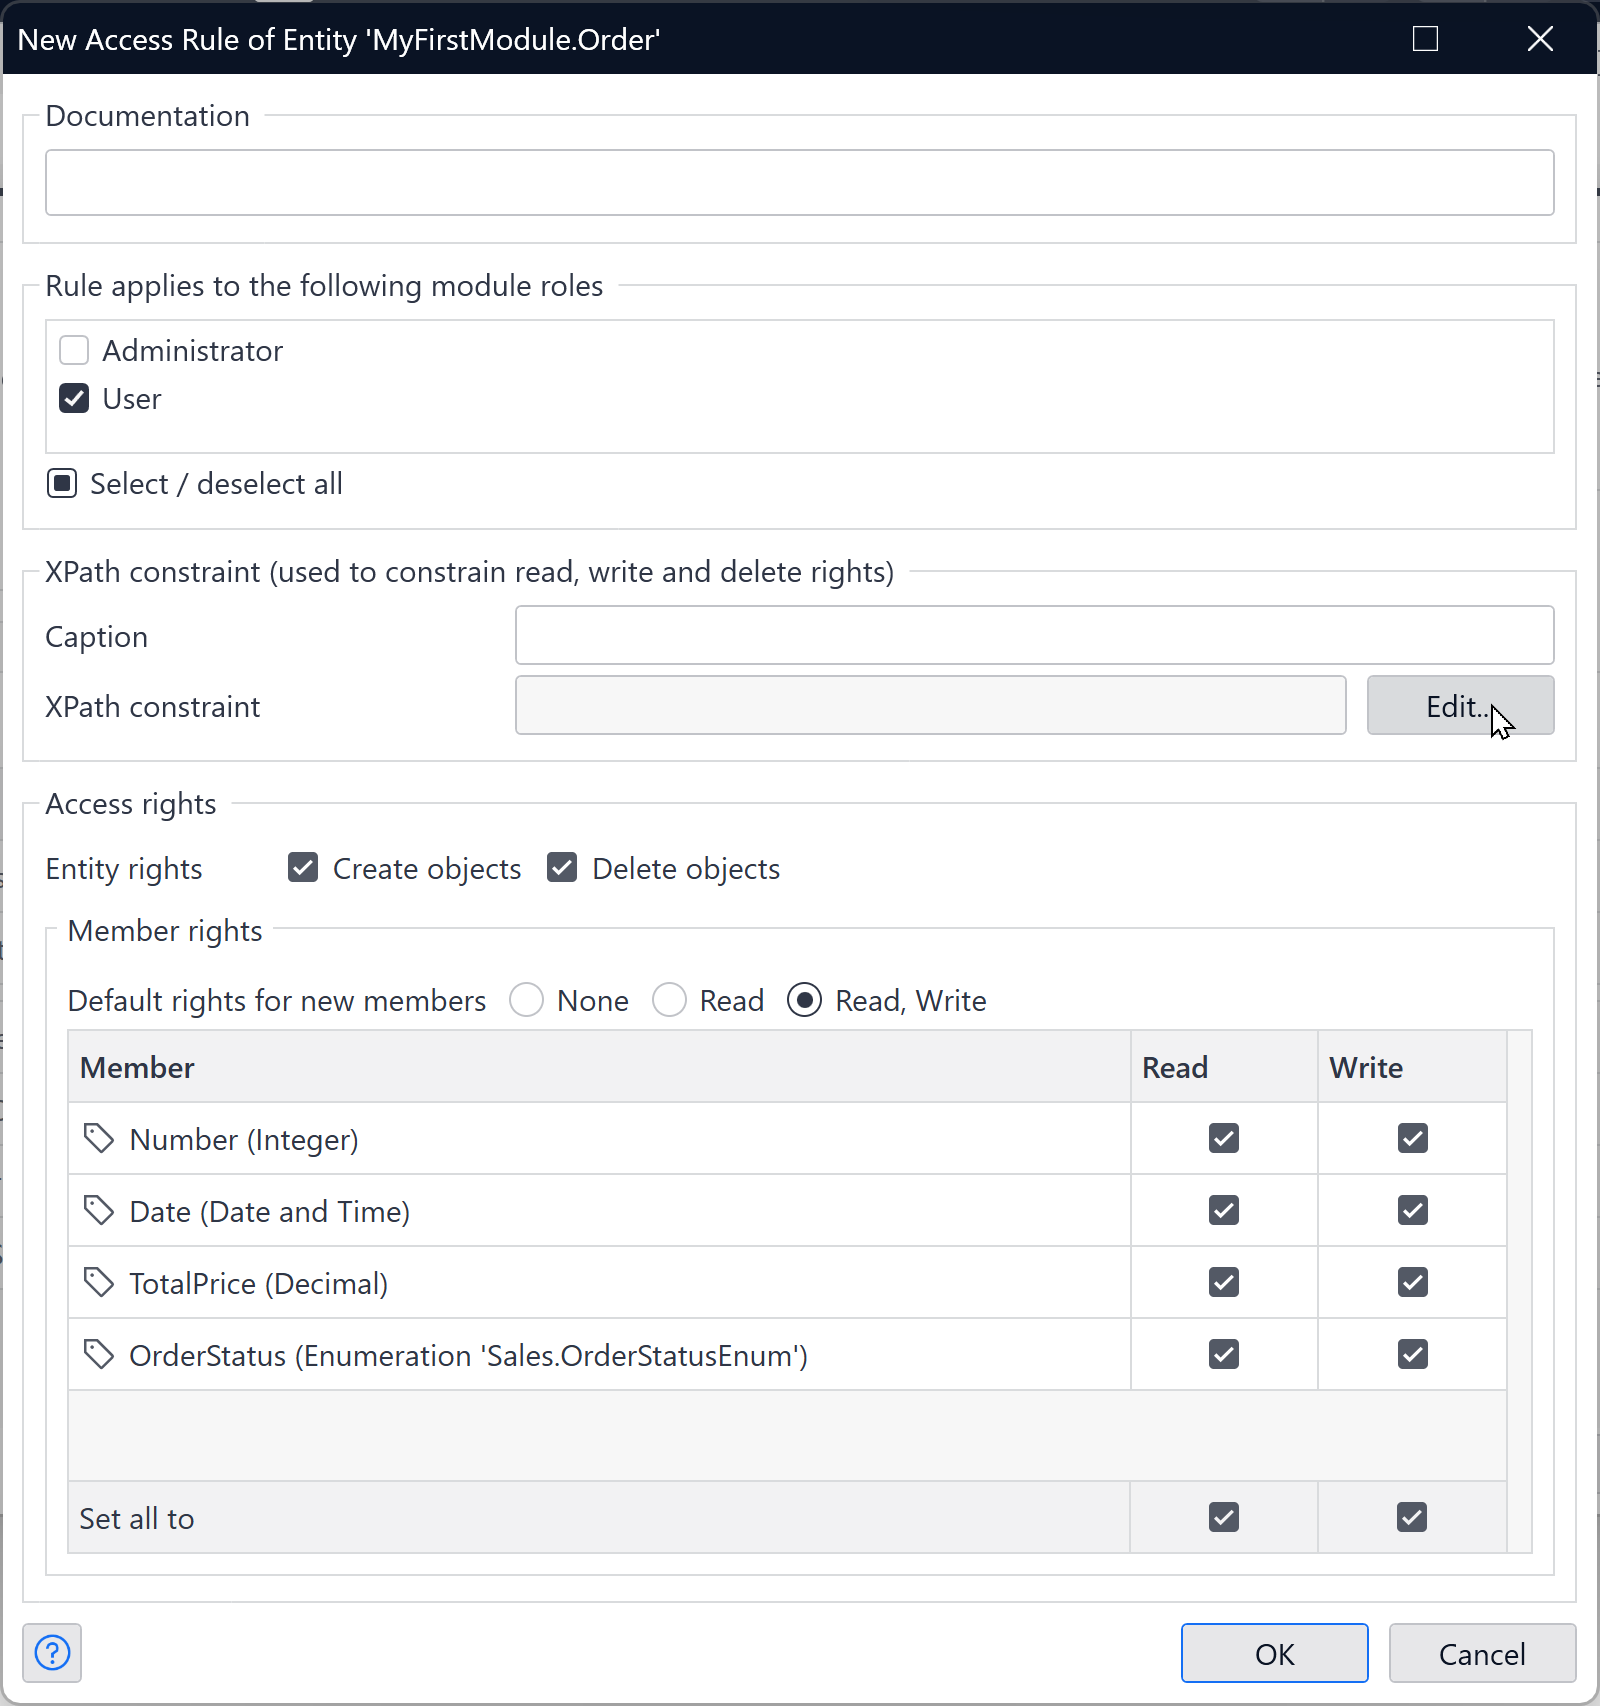 New Access Rule of Entity 'MyFirstModule.Order'
Documentation
Rule applies to the following module roles
Administrator
User
Select / deselect all
XPath constraint (used to constrain read, write and delete rights)
Caption
XPath constraint
Edit..
Access rights
Entity rights Create objects Delete objects
Member rights
Default rights for new members None Read Read, Write
Member Read Write
Number (Integer)
Date (Date and Time)
TotalPrice (Decimal)
OrderStatus (Enumeration 'Sales.OrderStatusEnum')
Set all to
? OK Cancel